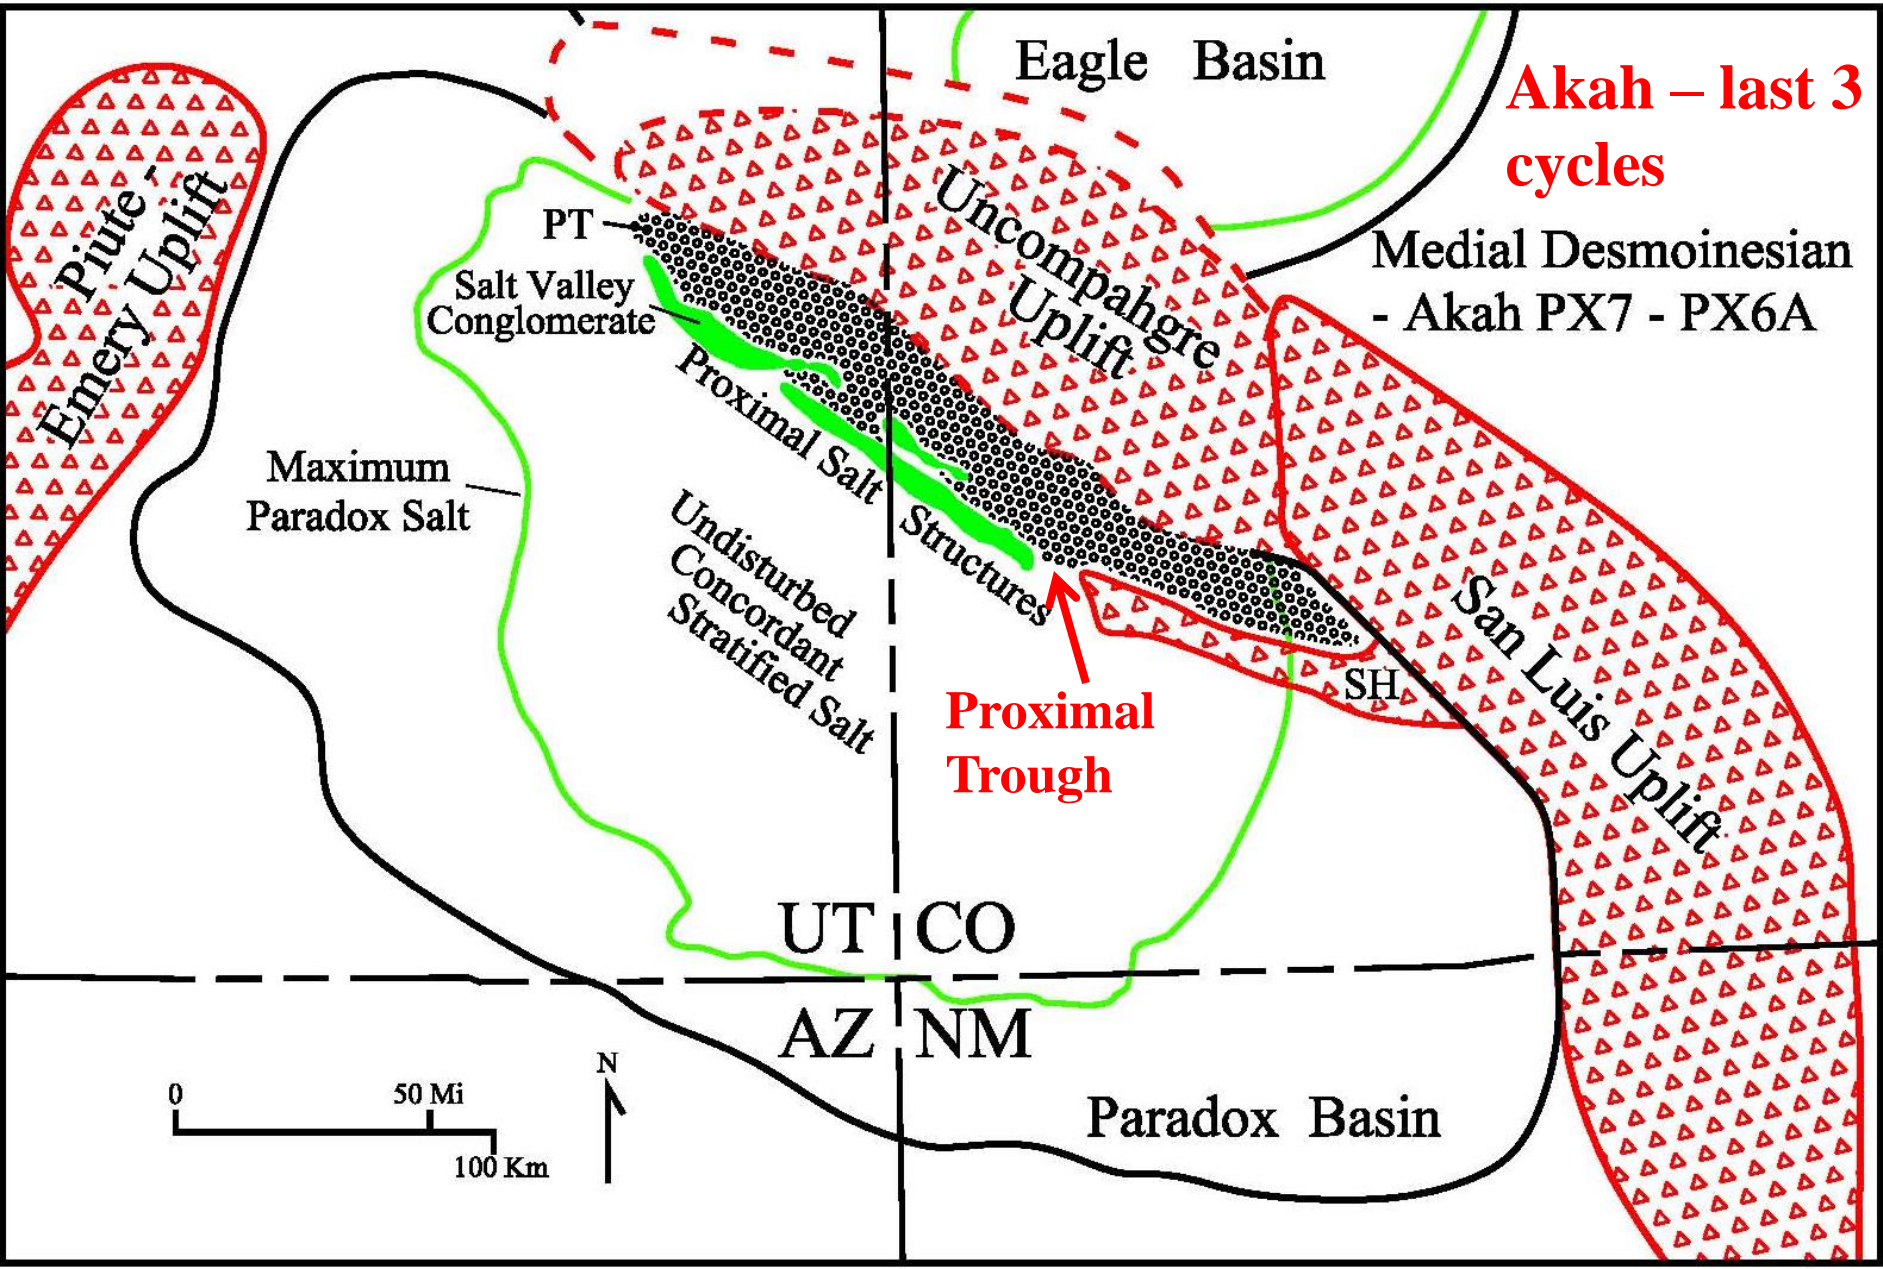 Eagle Basin
Akah – last 3
cycles
Medial Desmoinesian
- Akah PX7 - PX6A
Piute -
Emery Uplift
Uncompahgre
Uplift
PT
Salt Valley
Conglomerate
Proximal Salt Structures
Maximum
Paradox Salt
Undisturbed
Concordant
Stratified Salt
San Luis Uplift
SH
Proximal
Trough
UT CO
AZ NM
Paradox Basin
N
0 50 Mi
100 Km